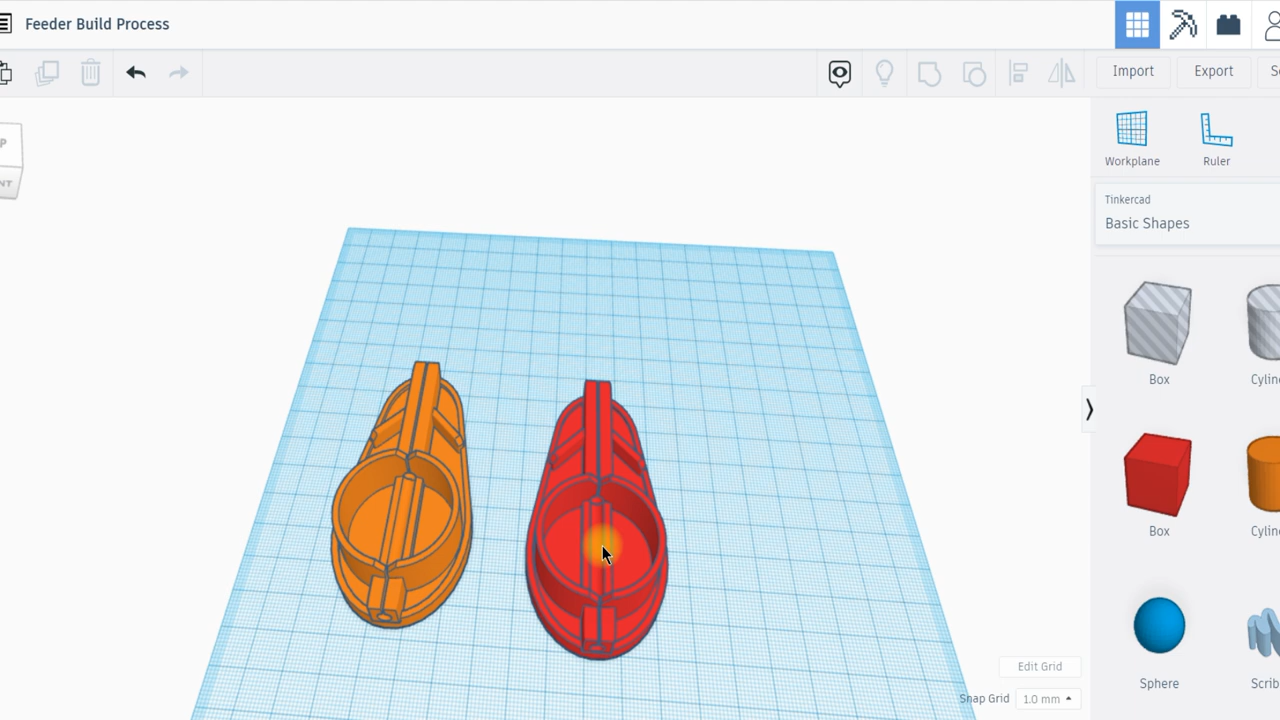 Feeder Build Process
Import
Export
Workplane
Ruler
Tinkercad
Basic Shapes
Box
Box
Sphere
Edit Grid
Snap Grid
1.0 mm